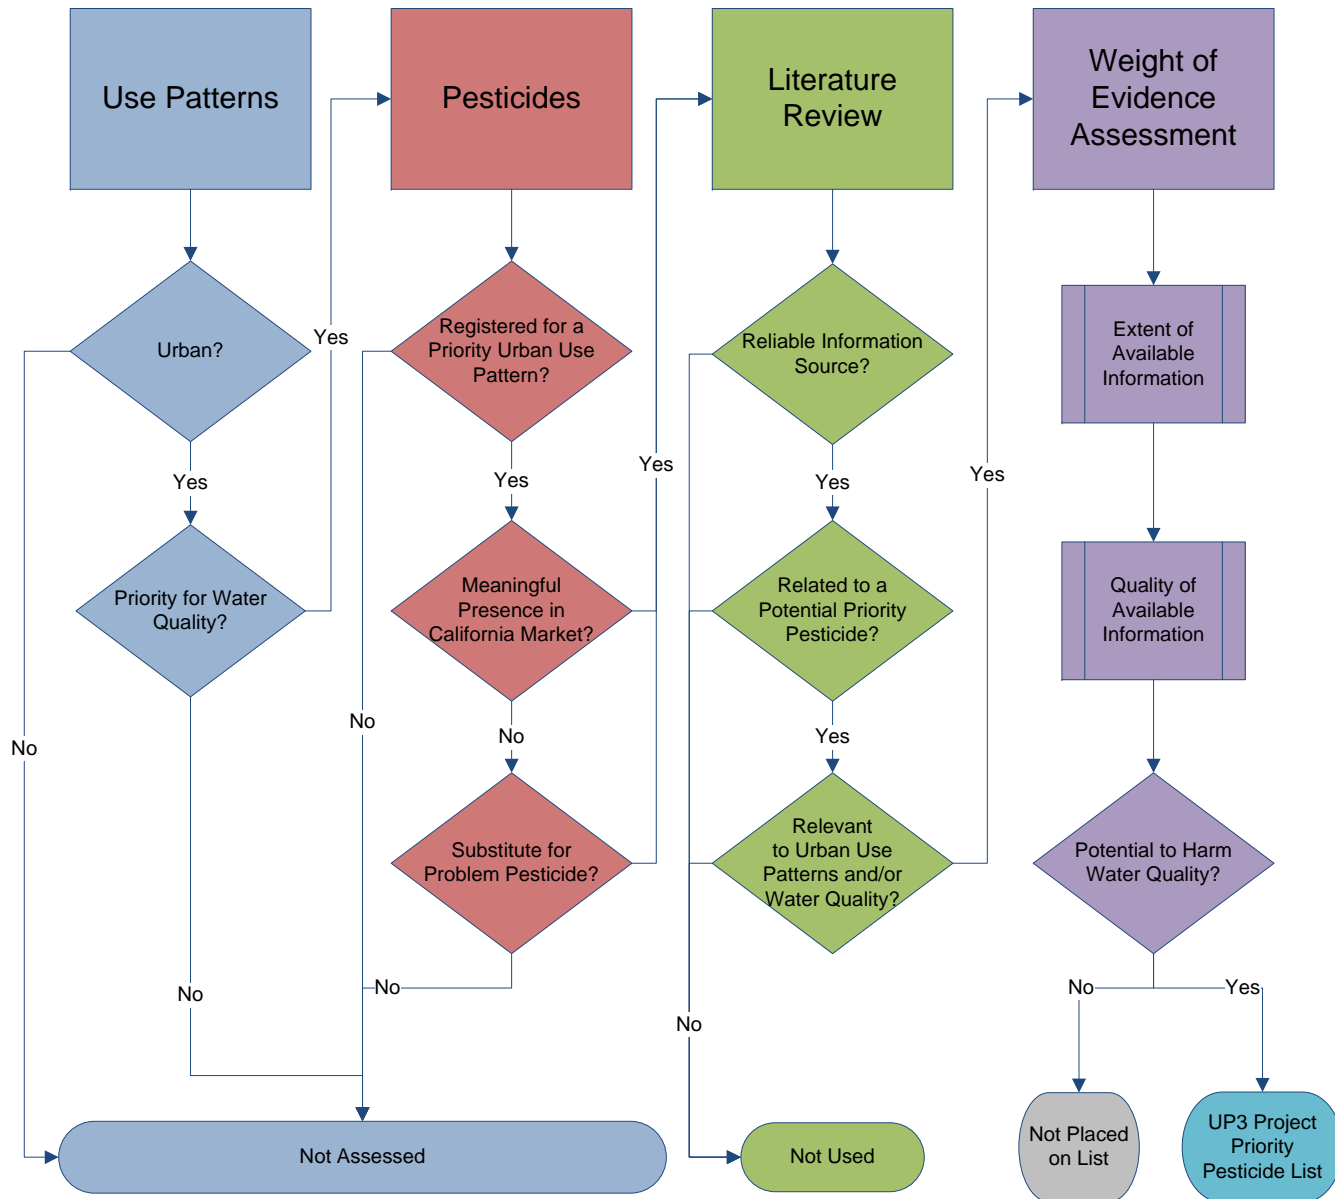 Use Patterns
Pesticides
Literature
Review
Weight of
Evidence
Assessment
Urban?
Yes
Registered for a
Priority Urban Use
Pattern?
Reliable Information
Source?
Extent of
Available
Information
Yes
Yes
Yes
Yes
Yes
Priority for Water
Quality?
Meaningful
Presence in
California Market?
Related to a
Potential Priority
Pesticide?
Quality of
Available
Information
No
No
No
Yes
Substitute for
Problem Pesticide?
Relevant
to Urban Use
Patterns and/or
Water Quality?
Potential to Harm
Water Quality?
No
No
No
No
Yes
Not Assessed
Not Used
Not Placed
on List
UP3 Project
Priority
Pesticide List